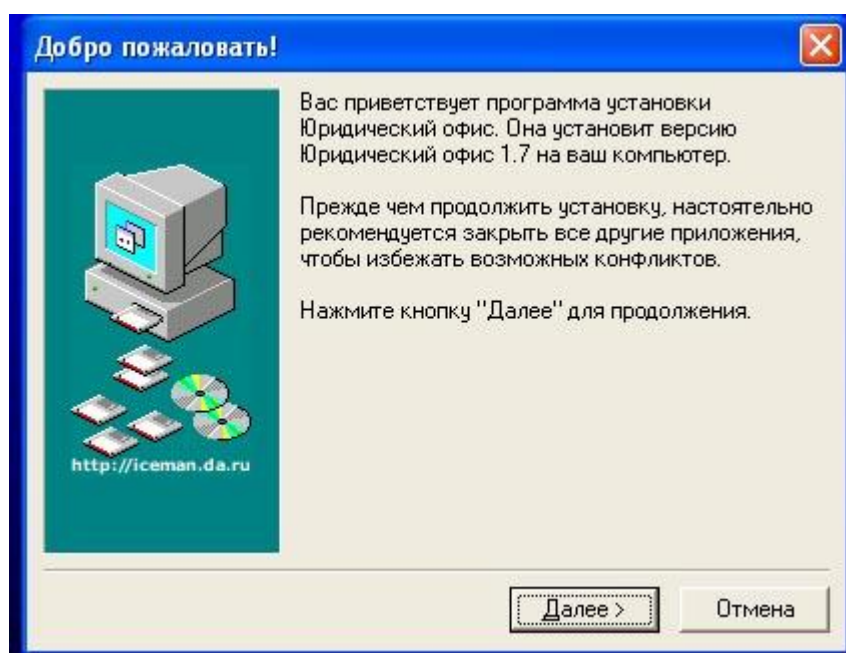 Добро пожаловать!
Вас приветствует программа установки
Юридический офис. Она установит версию
Юридический офис 1.7 на ваш компьютер.
Прежде чем продолжить установку, настоятельно
рекомендуется закрыть все другие приложения,
чтобы избежать возможных конфликтов.
Нажмите кнопку "Далее" для продолжения.
http://iceman.da.ru
Далее >
Отмена